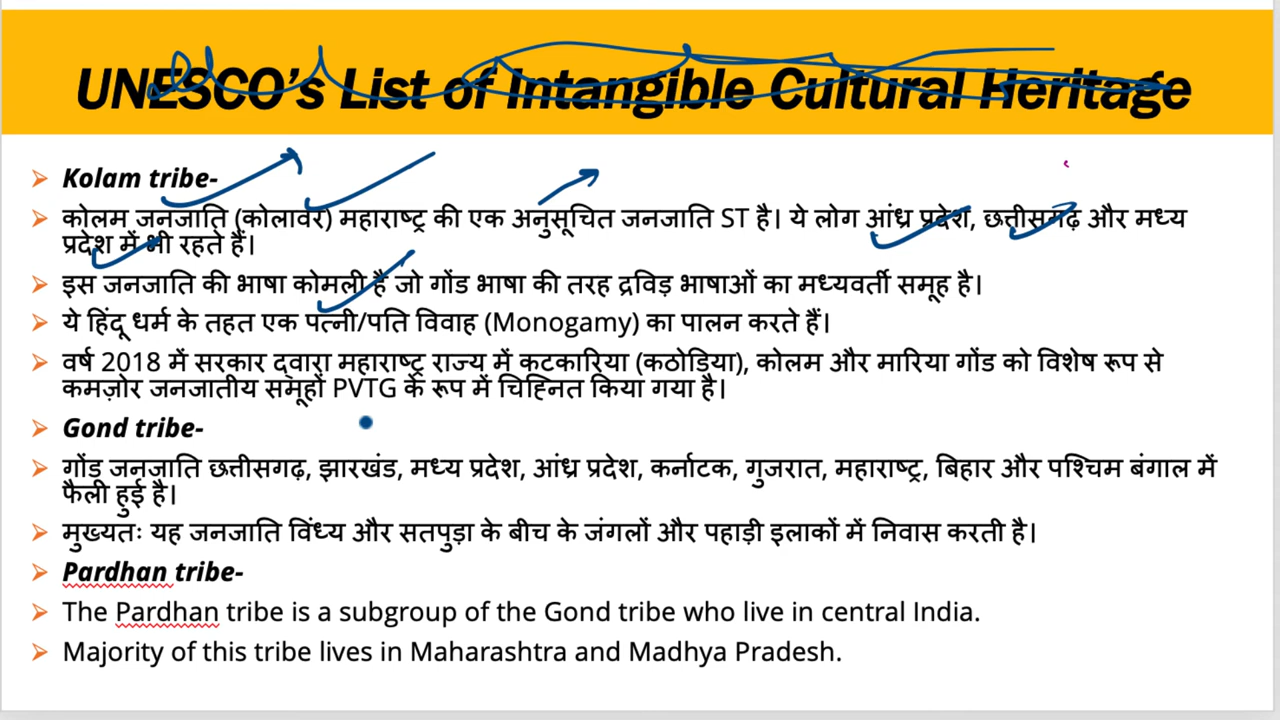 UNESCO's List of Intangible Cultural Heritage
Kolam tribe-
कोलम जनजाति (कोलावर) महाराष्ट्र की एक अनुसूचित जनजाति ST है। ये लोग आंध्र प्रदेश, छत्तीसगढ़ और मध्य
प्रदेश में भी रहते हैं।
इस जनजाति की भाषा कोमली है जो गोंड भाषा की तरह द्रविड़ भाषाओं का मध्यवर्ती समूह है।
ये हिंदू धर्म के तहत एक पत्नी/पति विवाह (Monogamy) का पालन करते हैं।
वर्ष 2018 में सरकार द्वारा महाराष्ट्र राज्य में कटकारिया (कठोडिया), कोलम और मारिया गोंड को विशेष रूप से
कमज़ोर जनजातीय समूहों PVTG के रूप में चिह्नित किया गया है।
Gond tribe-
गोंड जनजाति छत्तीसगढ़, झारखंड, मध्य प्रदेश, आंध्र प्रदेश, कर्नाटक, गुजरात, महाराष्ट्र, बिहार और पश्चिम बंगाल में
फैली हुई है।
मुख्यतः यह जनजाति विंध्य और सतपुड़ा के बीच के जंगलों और पहाड़ी इलाकों में निवास करती है।
Pardhan tribe-
The Pardhan tribe is a subgroup of the Gond tribe who live in central India.
Majority of this tribe lives in Maharashtra and Madhya Pradesh.